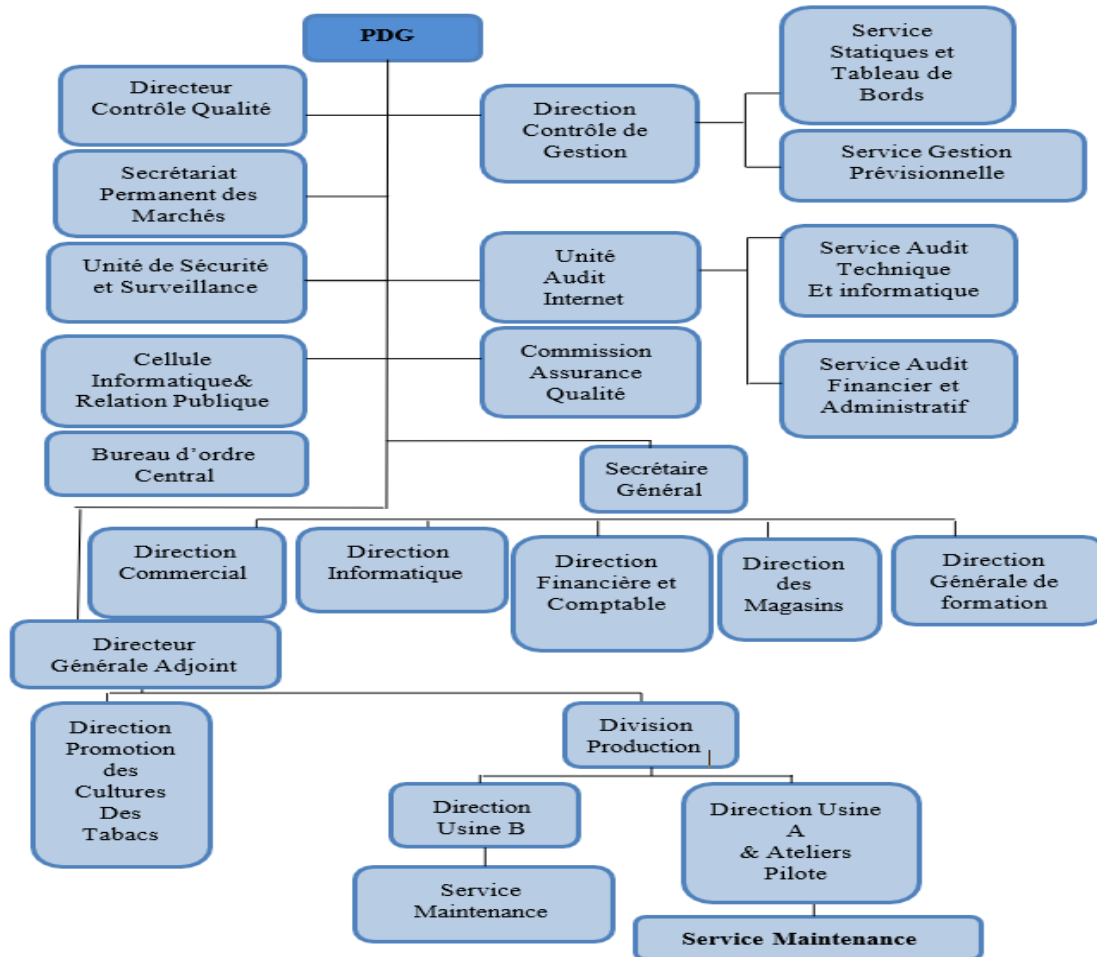 PDG
Directeur
Contrôle Qualité
Direction
Contrôle de
Gestion
Service
Statiques et
Tableau de
Bords
Service Gestion
Prévisionnelle
Secrétariat
Permanent des
Marchés
Unité de Sécurité
et Surveillance
Unité
Audit
Internet
Service Audit
Technique
Et informatique
Cellule
Informatique&
Relation Publique
Commission
Assurance
Qualité
Service Audit
Financier et
Administratif
Bureau d’ordre
Central
Secrétaire
Général
Direction
Commercial
Direction
Informatique
Direction
Financière et
Comptable
Direction
des
Magasins
Direction
Générale de
formation
Directeur
Générale Adjoint
Direction
Promotion
des
Cultures
Des
Tabacs
Division
Production
Direction
Usine B
Direction Usine
A
& Ateliers
Pilote
Service
Maintenance
Service Maintenance